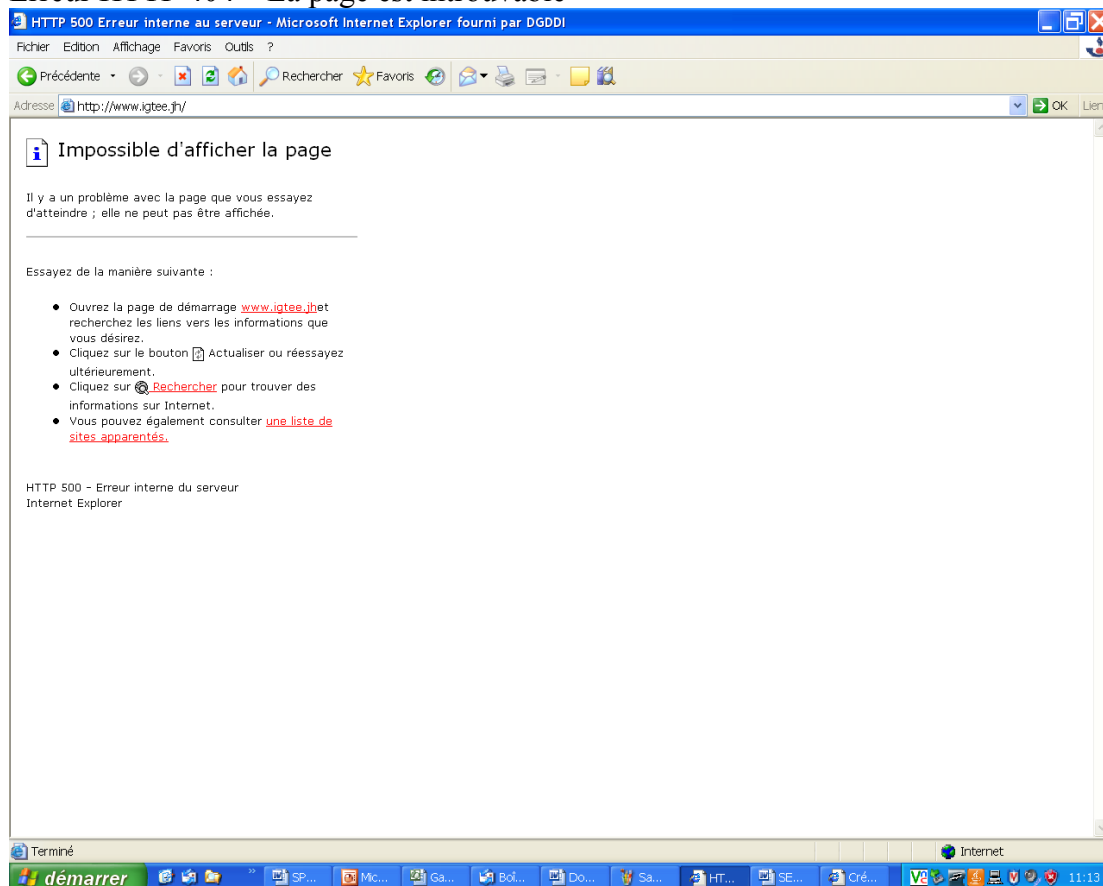 HTTP 500 Erreur interne au serveur - Microsoft Internet Explorer fourni par DGDDI
Fichier Edition Affichage Favoris Outils ?
Précédente Rechercher Favoris
Adresse http://www.igtee.jh/ OK Lien
Impossible d'afficher la page
Il y a un problème avec la page que vous essayez
d'atteindre ; elle ne peut pas être affichée.
Essayez de la manière suivante :
Ouvrez la page de démarrage www.igtee.jhet
recherchez les liens vers les informations que
vous désirez.
Cliquez sur le bouton Actualiser ou réessayez
ultérieurement.
Cliquez sur Rechercher pour trouver des
informations sur Internet.
Vous pouvez également consulter une liste de
sites apparentés.
HTTP 500 - Erreur interne du serveur
Internet Explorer
Terminé Internet
démarrer SP... Mic... Ga... Boî... Do... Sa... HT... SE... Cré... 11:13